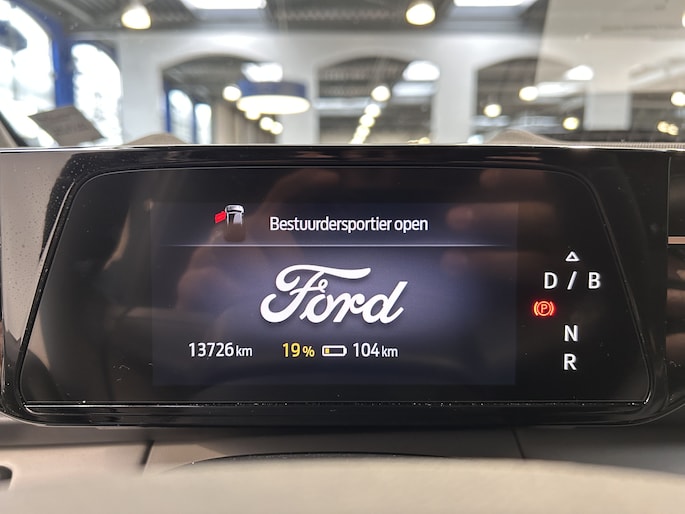 Bestuurdersportier open
Ford
13726 km 19 % 104 km
D / B
P
N
R